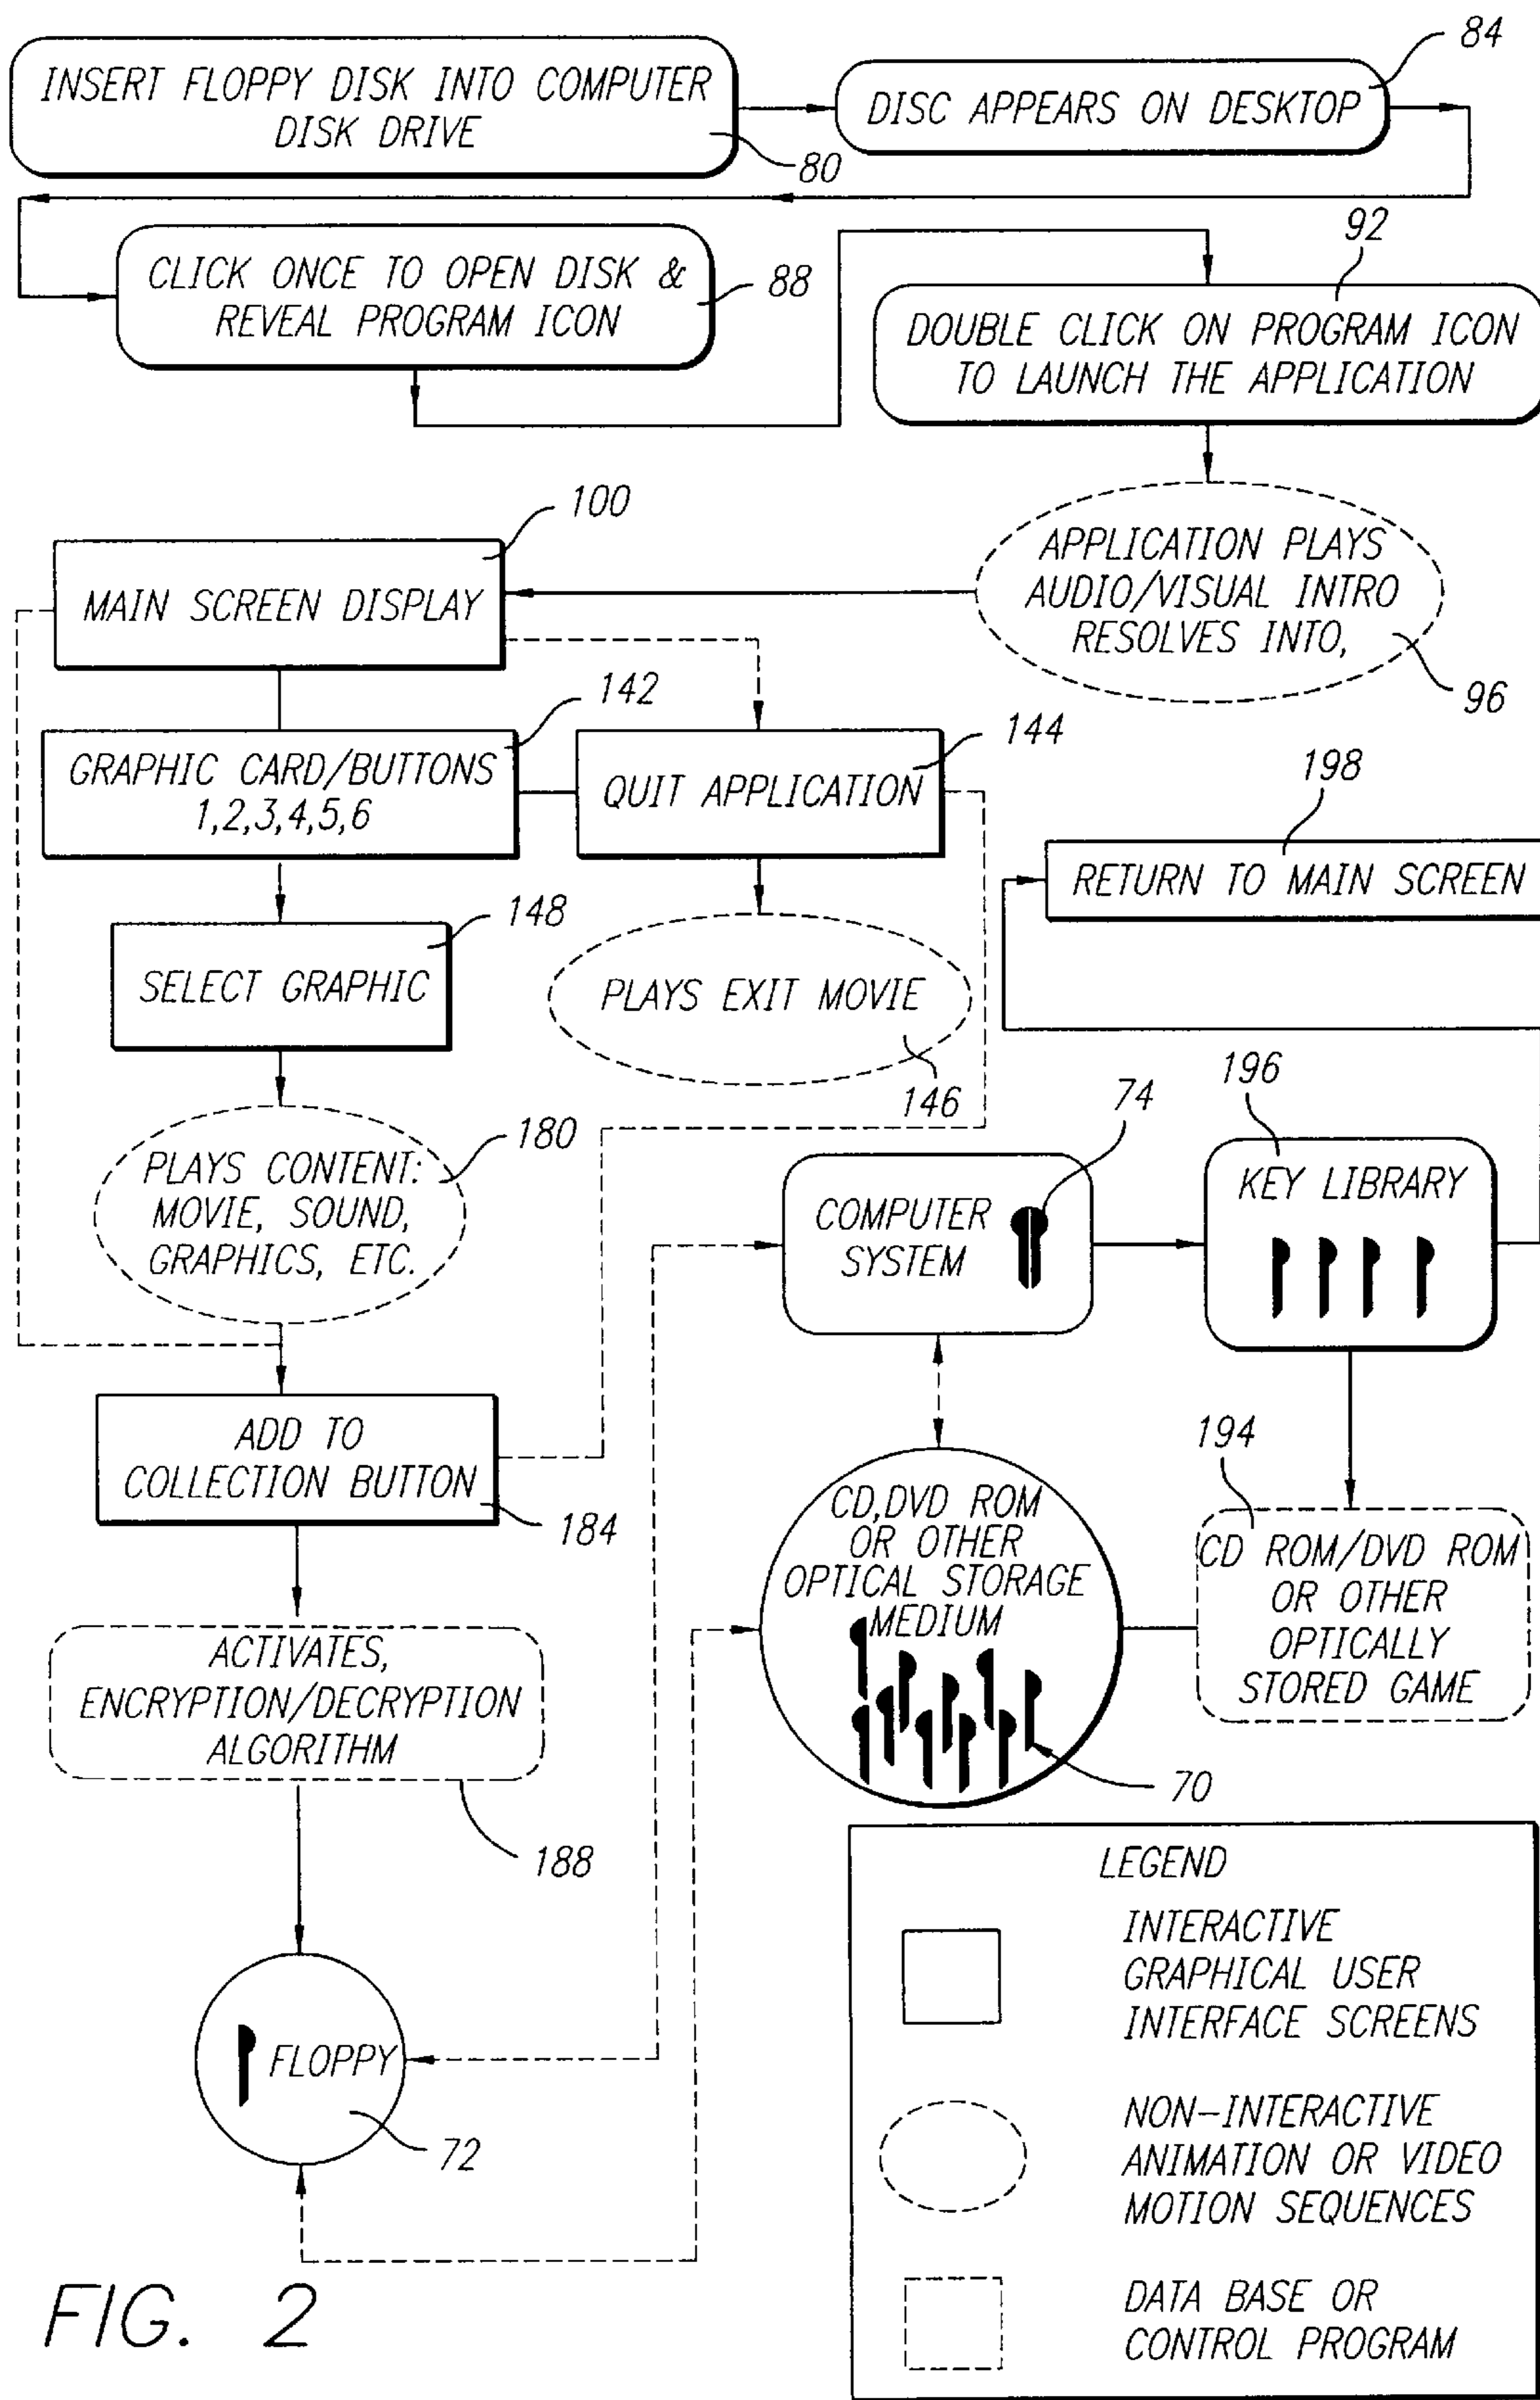 INSERT FLOPPY DISK INTO COMPUTER
DISK DRIVE
80
DISC APPEARS ON DESKTOP
84
CLICK ONCE TO OPEN DISK &
REVEAL PROGRAM ICON
88
92
DOUBLE CLICK ON PROGRAM ICON
TO LAUNCH THE APPLICATION
APPLICATION PLAYS
AUDIO/VISUAL INTRO
RESOLVES INTO,
96
100
MAIN SCREEN DISPLAY
142
GRAPHIC CARD/BUTTONS
1,2,3,4,5,6
144
QUIT APPLICATION
198
RETURN TO MAIN SCREEN
148
SELECT GRAPHIC
PLAYS EXIT MOVIE
146
180
PLAYS CONTENT:
MOVIE, SOUND,
GRAPHICS, ETC.
74
COMPUTER
SYSTEM
196
KEY LIBRARY
ADD TO
COLLECTION BUTTON
184
CD,DVD ROM
OR OTHER
OPTICAL STORAGE
MEDIUM
70
194
CD ROM/DVD ROM
OR OTHER
OPTICALLY
STORED GAME
ACTIVATES,
ENCRYPTION/DECRYPTION
ALGORITHM
188
FLOPPY
72
LEGEND
INTERACTIVE
GRAPHICAL USER
INTERFACE SCREENS
NON-INTERACTIVE
ANIMATION OR VIDEO
MOTION SEQUENCES
DATA BASE OR
CONTROL PROGRAM
FIG. 2